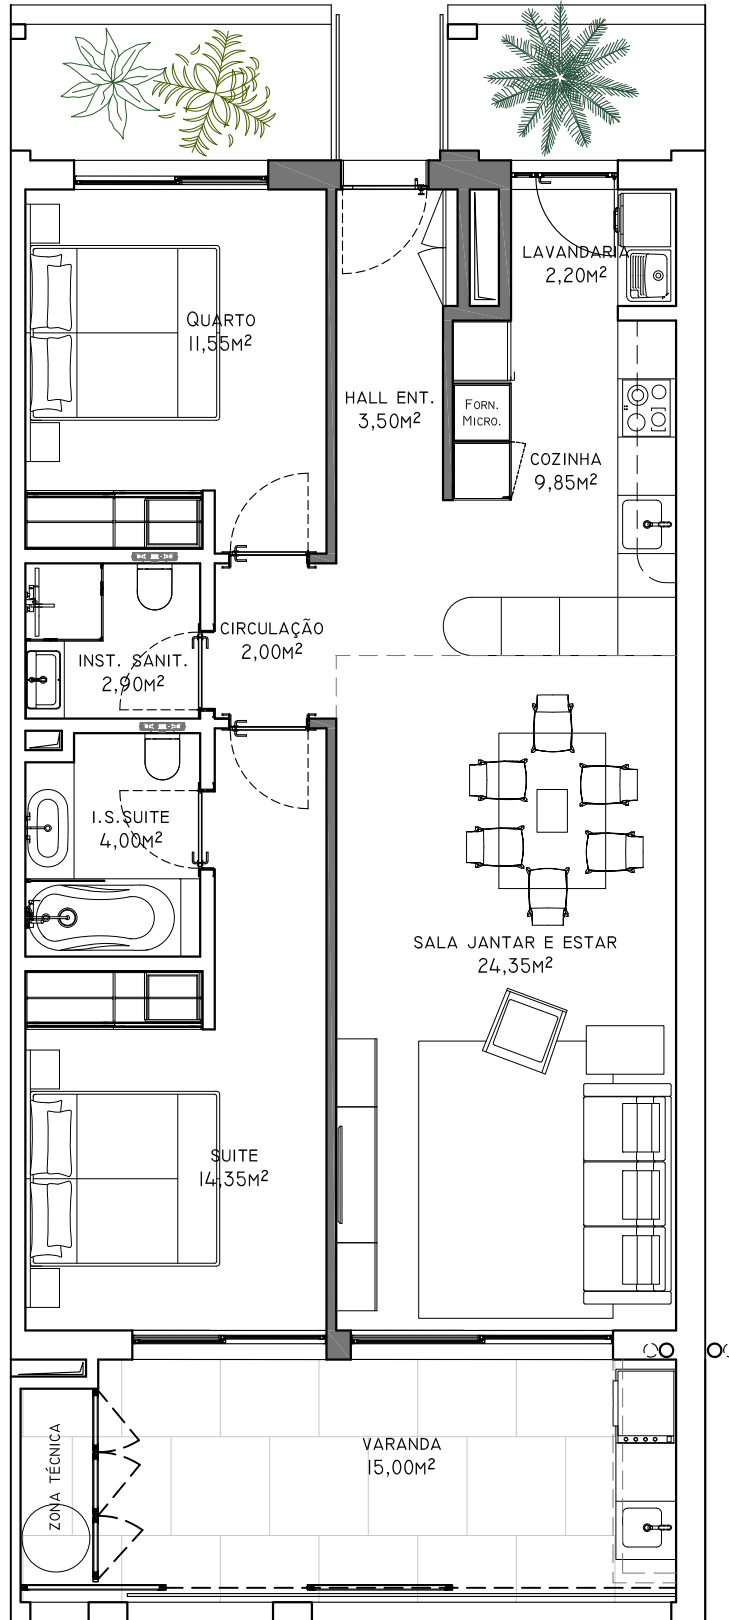 LAVANDARIA
2,20M²
QUARTO
11,55M²
HALL ENT.
3,50M²
FORN.
MICRO.
COZINHA
9,85M²
CIRCULAÇÃO
2,00M²
INST. SANIT.
2,90M²
I.S.SUITE
4,00M²
SALA JANTAR E ESTAR
24,35M²
SUITE
14,35M²
VARANDA
15,00M²
ZONA TÉCNICA